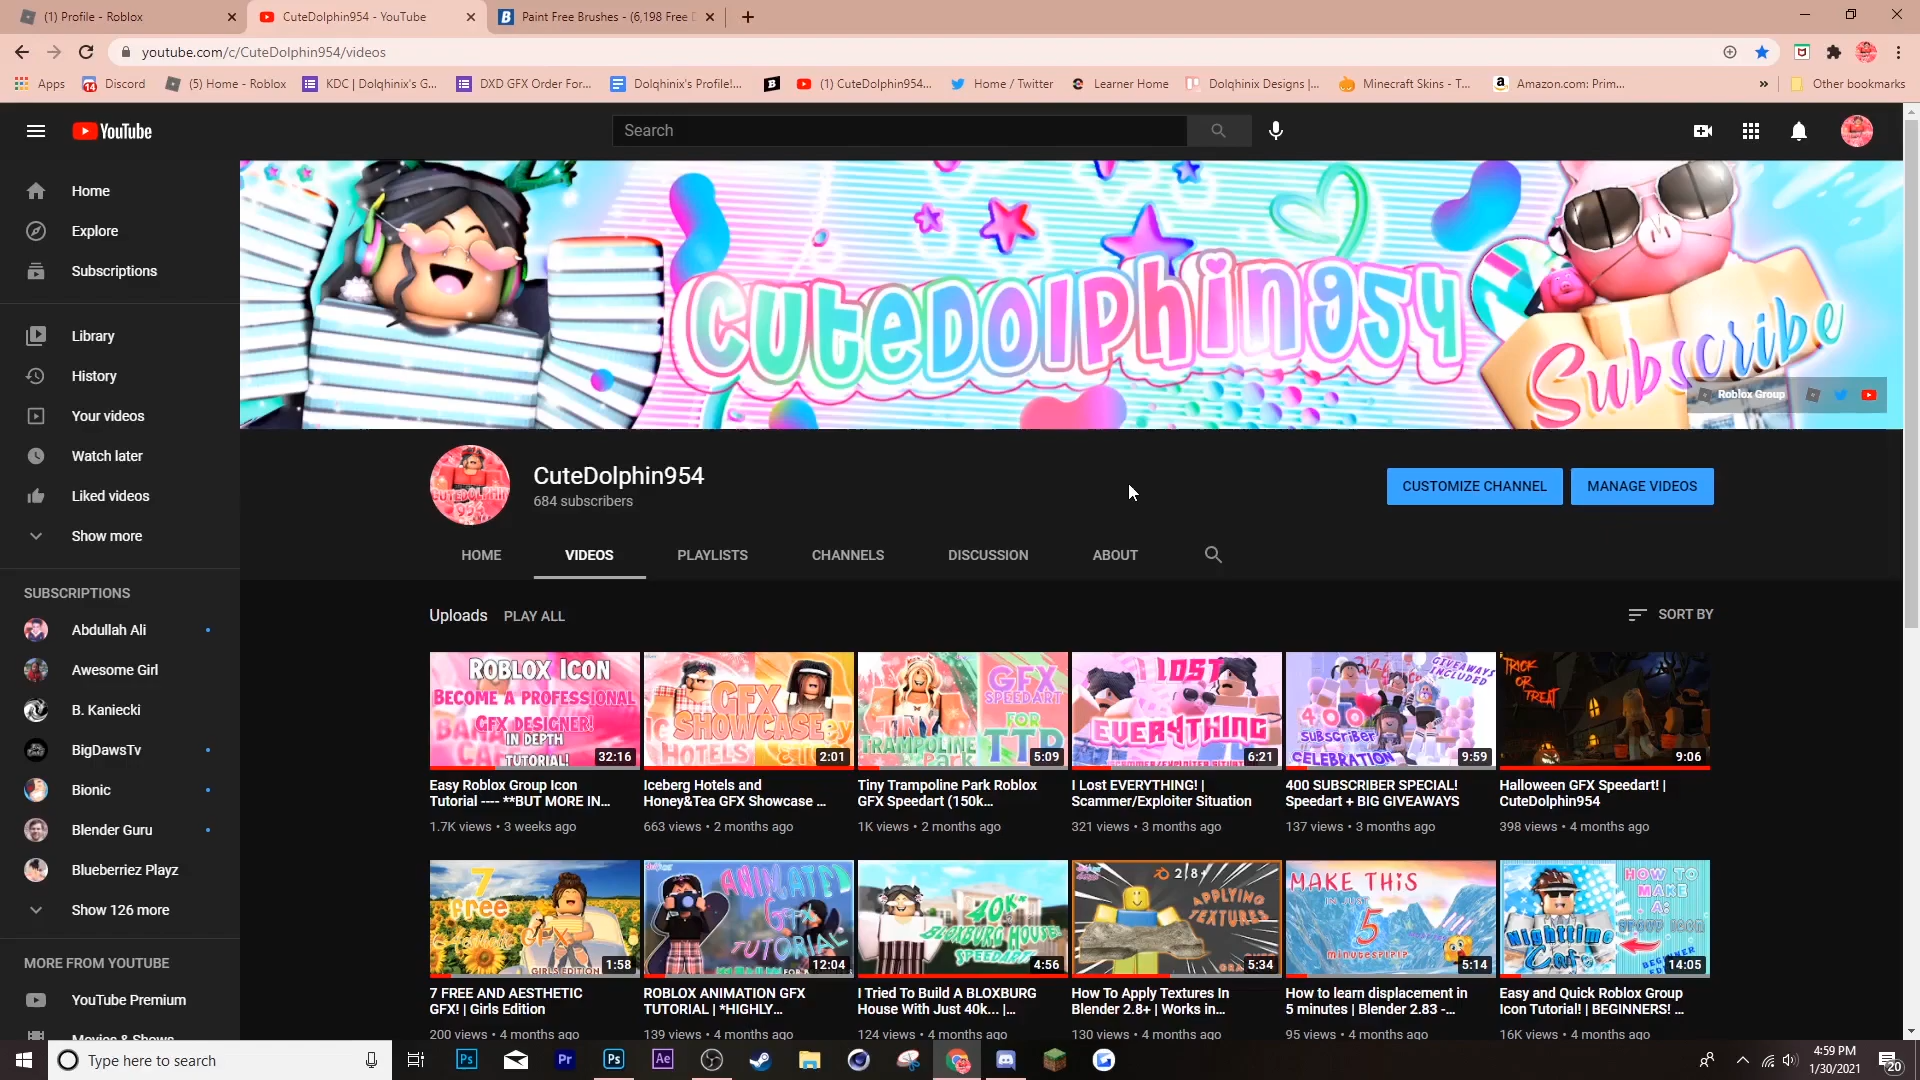 (1) Profile - Roblox
CuteDolphin954 - YouTube
Paint Free Brushes - (6,198 Free
youtube.com/c/CuteDolphin954/videos
Apps
14
Discord
(5) Home - Roblox
KDC | Dolqhinix's G...
DXD GFX Order For...
Dolqhinix's Profile!...
(1) CuteDolphin954...
Home / Twitter
Learner Home
Dolqhinix Designs |...
Minecraft Skins - T...
Amazon.com: Prim...
»
Other bookmarks
YouTube
Search
Home
Explore
Subscriptions
Library
History
Your videos
Watch later
Liked videos
Show more
SUBSCRIPTIONS
Abdullah Ali
Awesome Girl
B. Kaniecki
BigDawsTv
Bionic
Blender Guru
Blueberriez Playz
Show 126 more
MORE FROM YOUTUBE
YouTube Premium
Movies & Shows
CuteDolphin954
Subscribe
Roblox Group
CuteDolphin954
684 subscribers
CUSTOMIZE CHANNEL
MANAGE VIDEOS
HOME
VIDEOS
PLAYLISTS
CHANNELS
DISCUSSION
ABOUT
Uploads
PLAY ALL
SORT BY
ROBLOX ICON
BECOME A PROFESSIONAL
GFX DESIGNER!
IN DEPTH
TUTORIAL!
32:16
Easy Roblox Group Icon
Tutorial ---- **BUT MORE IN...
1.7K views • 3 weeks ago
GFX
SHOWCASE
HOTELS
2:01
Iceberg Hotels and
Honey&Tea GFX Showcase ...
663 views • 2 months ago
TINY
TRAMPOLINE
PARK
GFX
SPEEDART
FOR
TTP
5:09
Tiny Trampoline Park Roblox
GFX Speedart (150k...
1K views • 2 months ago
I LOST
EVERYTHING
SCAMMER/EXPLOITER SITUATION
6:21
I Lost EVERYTHING! |
Scammer/Exploiter Situation
321 views • 3 months ago
GIVEAWAYS
INCLUDED
400
SUBSCRIBER
CELEBRATION
9:59
400 SUBSCRIBER SPECIAL!
Speedart + BIG GIVEAWAYS
137 views • 3 months ago
TRICK
OR
TREAT
9:06
Halloween GFX Speedart! |
CuteDolphin954
398 views • 4 months ago
7
Free
GFX
GIRLS EDITION
1:58
7 FREE AND AESTHETIC
GFX! | Girls Edition
200 views • 4 months ago
ANIMATED
GFX
TUTORIAL
12:04
ROBLOX ANIMATION GFX
TUTORIAL | *HIGHLY...
139 views • 4 months ago
40K
BLOXBURG HOUSE
SPEEDART
4:56
I Tried To Build A BLOXBURG
House With Just 40k... |...
124 views • 4 months ago
2.8+
APPLYING
TEXTURES
5:34
How To Apply Textures In
Blender 2.8+ | Works in...
130 views • 4 months ago
MAKE THIS
IN JUST
5
minutes
5:14
How to learn displacement in
5 minutes | Blender 2.83 -...
95 views • 4 months ago
HOW TO
MAKE
A:
GROUP ICON
Nighttime
Cafe
14:05
Easy and Quick Roblox Group
Icon Tutorial! | BEGINNERS! ...
16K views • 4 months ago
Type here to search
4:59 PM
1/30/2021
20